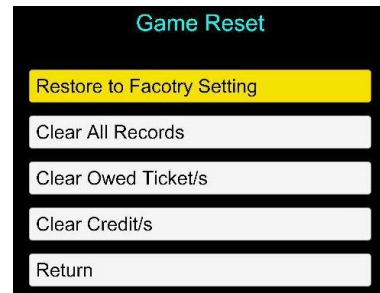 Game Reset
Restore to Facotry Setting
Clear All Records
Clear Owed Ticket/s
Clear Credit/s
Return